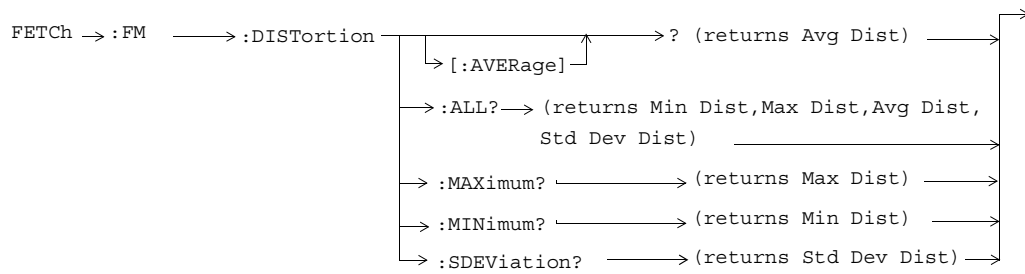 FETCh :FM :DISTortion ? (returns Avg Dist)
[:AVERage]
:ALL? (returns Min Dist,Max Dist,Avg Dist,
Std Dev Dist)
:MAXimum? (returns Max Dist)
:MINimum? (returns Min Dist)
:SDEViation? (returns Std Dev Dist)